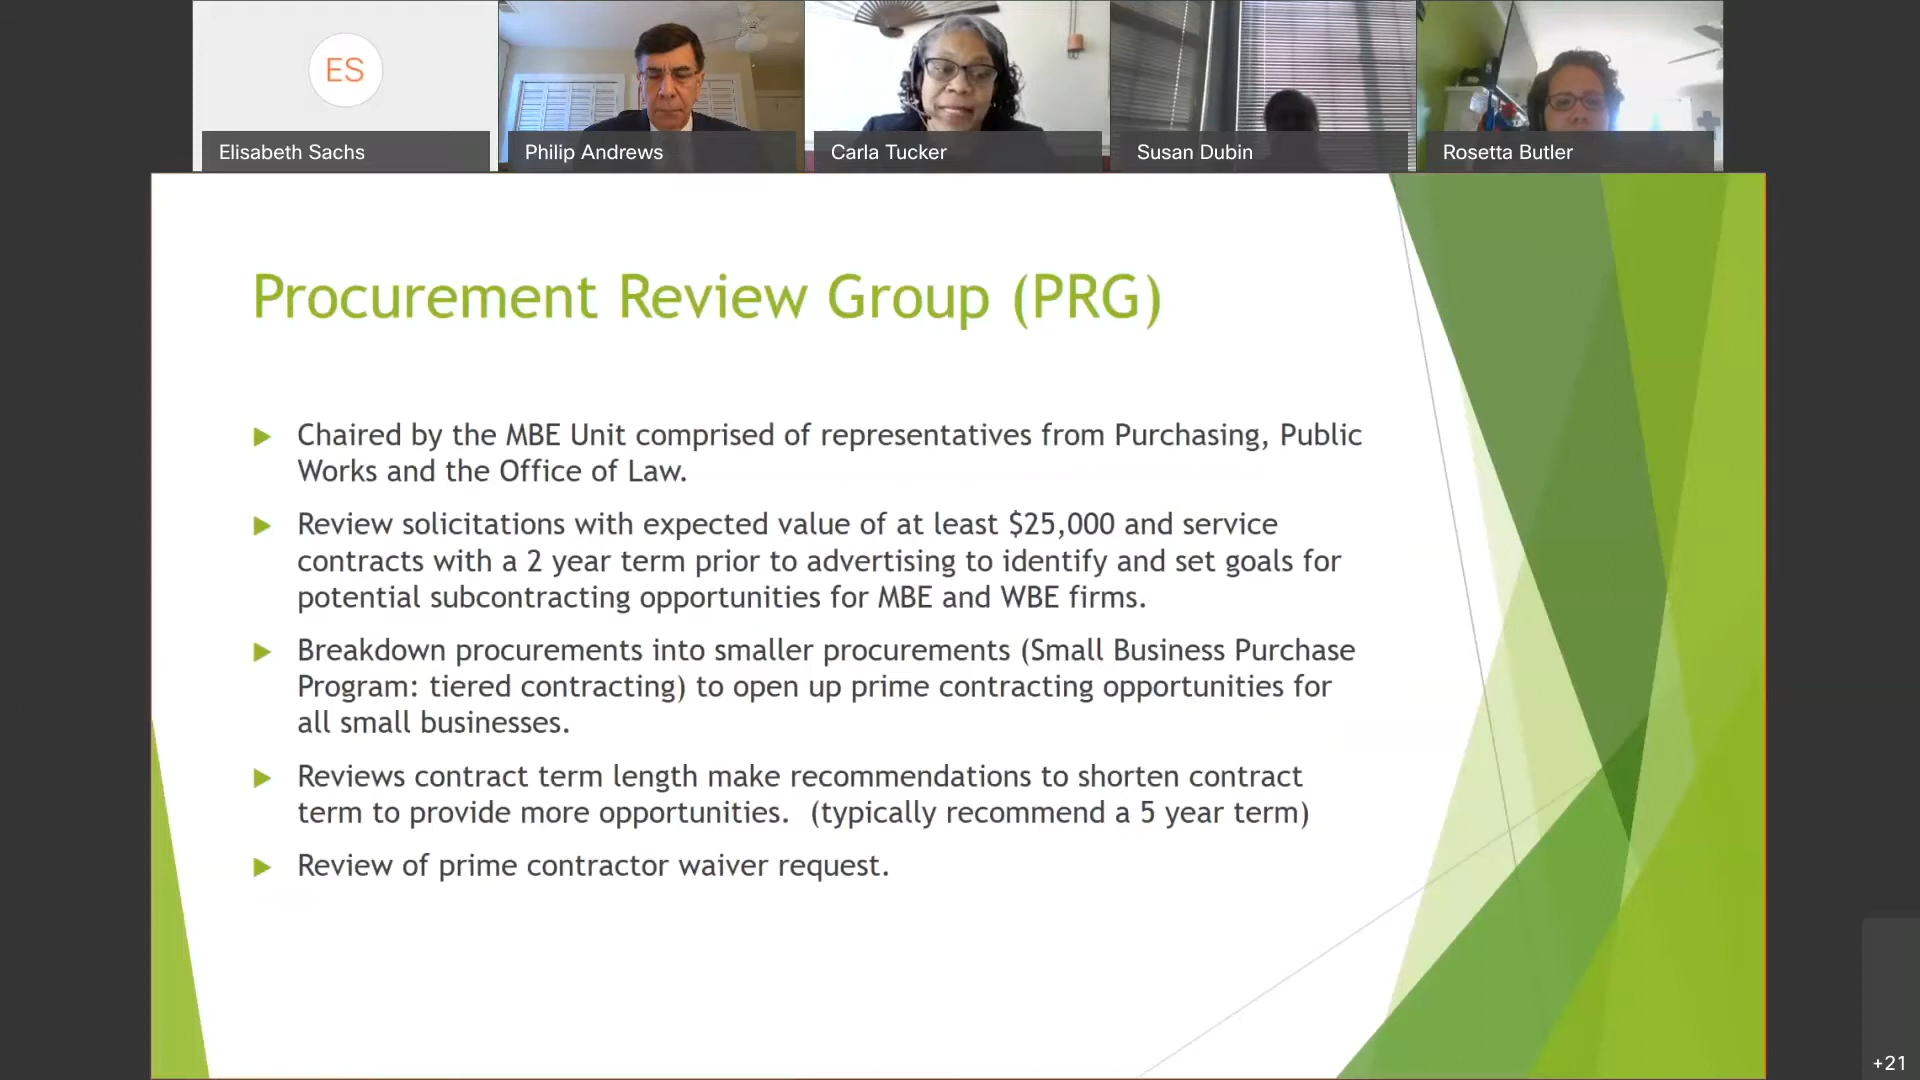 ES
Elisabeth Sachs
Philip Andrews
Carla Tucker
Susan Dubin
Rosetta Butler
Procurement Review Group (PRG)
Chaired by the MBE Unit comprised of representatives from Purchasing, Public
Works and the Office of Law.
Review solicitations with expected value of at least $25,000 and service
contracts with a 2 year term prior to advertising to identify and set goals for
potential subcontracting opportunities for MBE and WBE firms.
Breakdown procurements into smaller procurements (Small Business Purchase
Program: tiered contracting) to open up prime contracting opportunities for
all small businesses.
Reviews contract term length make recommendations to shorten contract
term to provide more opportunities. (typically recommend a 5 year term)
Review of prime contractor waiver request.
+21